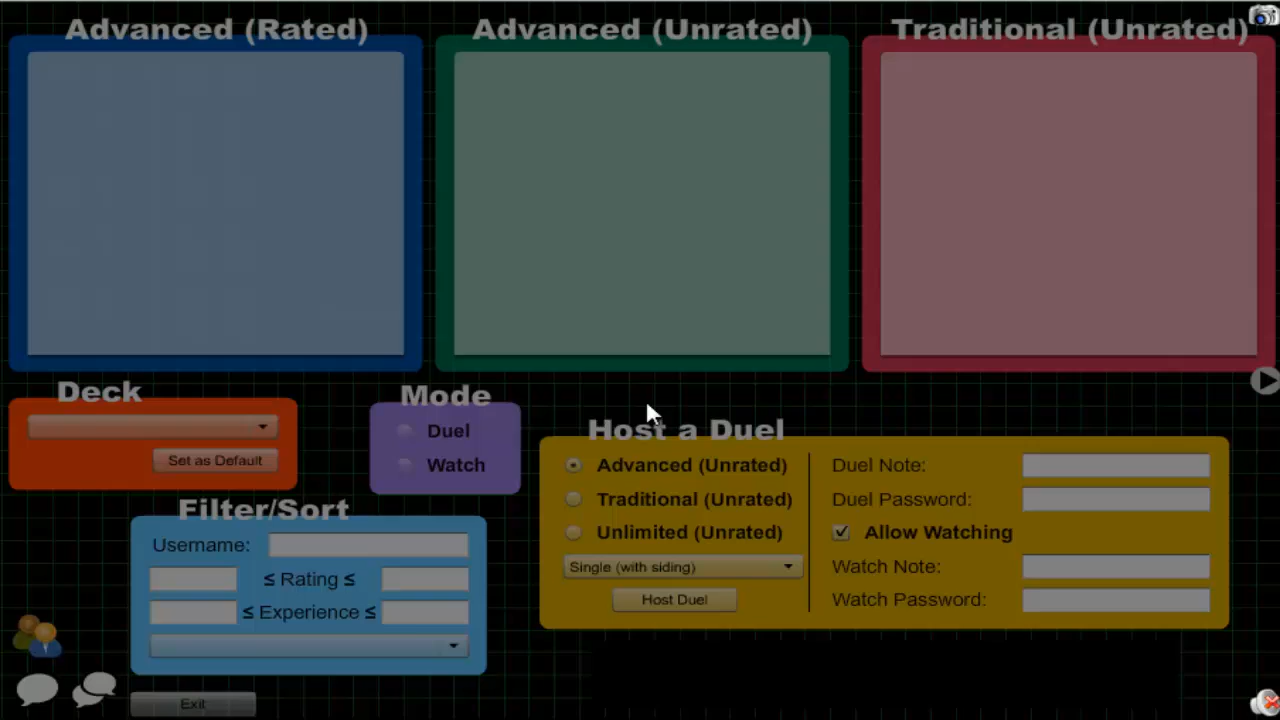 Advanced (Rated)
Advanced (Unrated)
Traditional (Unrated)
Deck
Set as Default
Mode
Duel
Watch
Filter/Sort
Username:
≤ Rating ≤
≤ Experience ≤
Exit
Host a Duel
Advanced (Unrated)
Traditional (Unrated)
Unlimited (Unrated)
Single (with siding)
Host Duel
Duel Note:
Duel Password:
Allow Watching
Watch Note:
Watch Password: